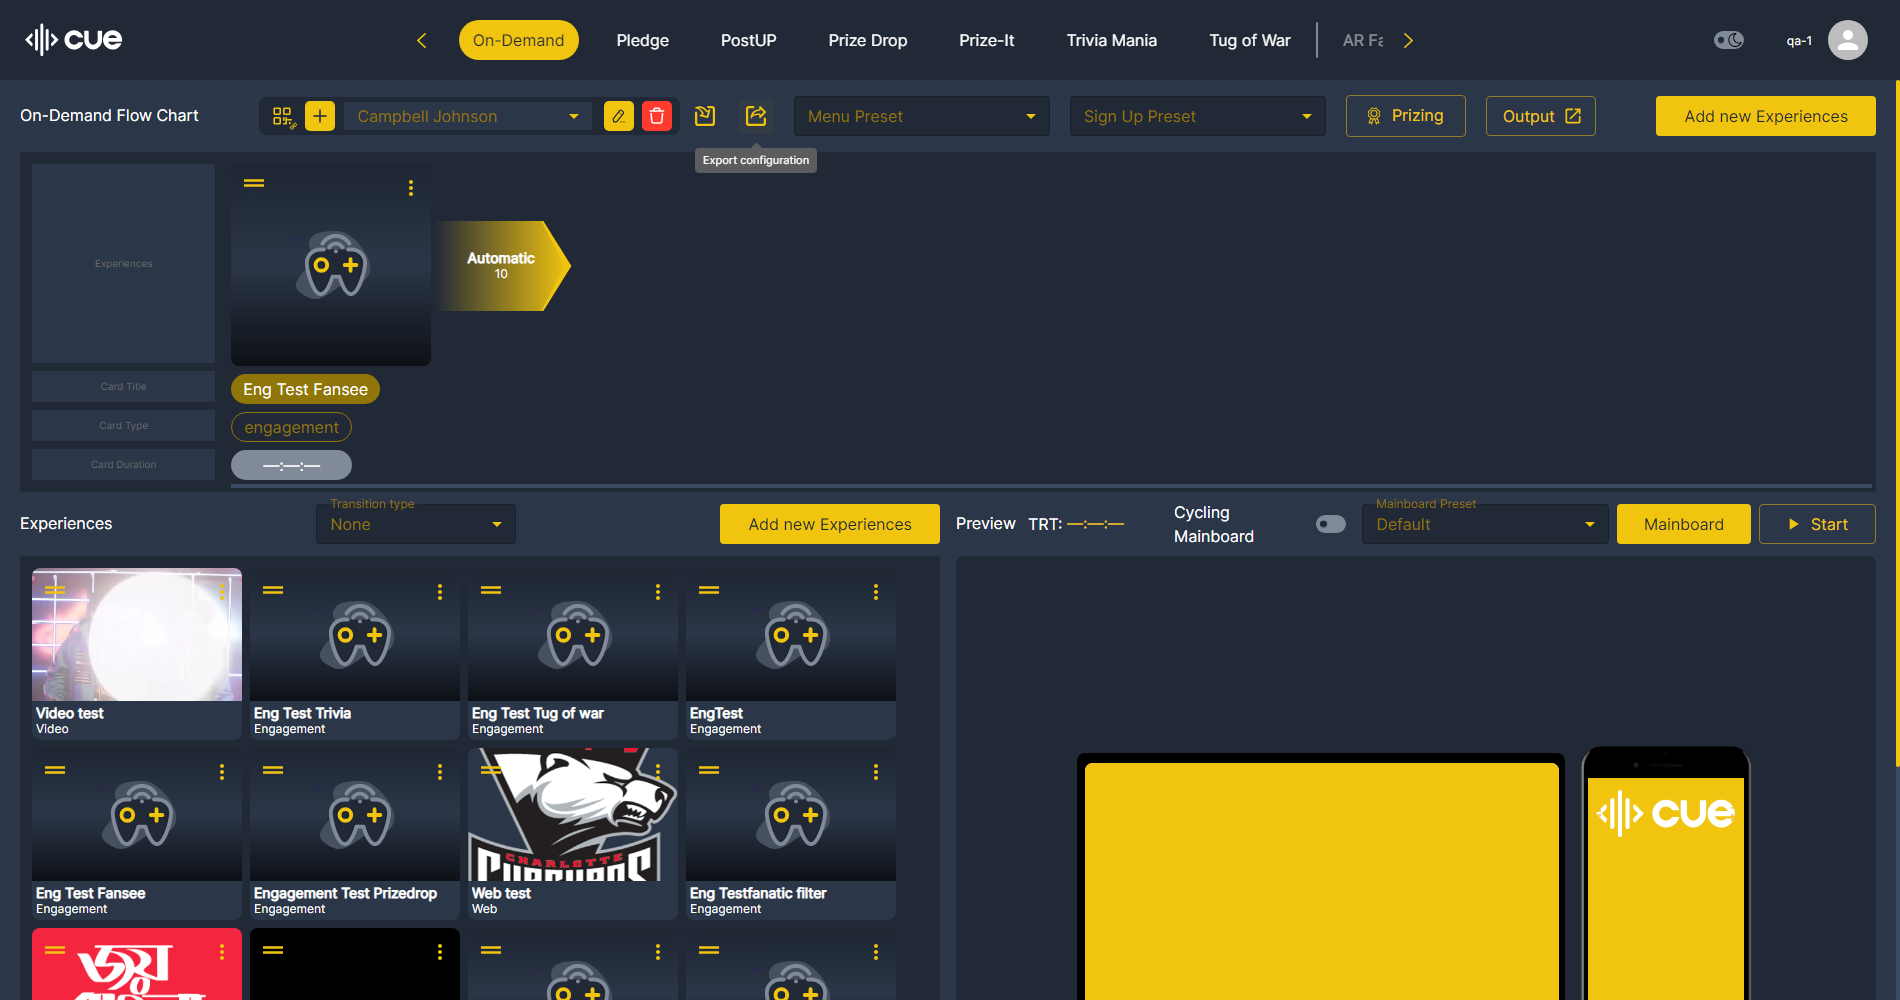 cue
On-Demand
Pledge
PostUP
Prize Drop
Prize-It
Trivia Mania
Tug of War
AR Fa
qa-1
On-Demand Flow Chart
Campbell Johnson
Menu Preset
Sign Up Preset
Prizing
Output
Add new Experiences
Export configuration
Experiences
Automatic
10
Card Title
Eng Test Fansee
Card Type
engagement
Card Duration
—:—:—
Experiences
Transition type
None
Add new Experiences
Preview
TRT: —:—:—
Cycling
Mainboard
Mainboard Preset
Default
Mainboard
Start
Video test
Video
Eng Test Trivia
Engagement
Eng Test Tug of war
Engagement
EngTest
Engagement
CHARLOTTE
Eng Test Fansee
Engagement
Engagement Test Prizedrop
Engagement
Web test
Web
Eng Testfanatic filter
Engagement
cue
জয়